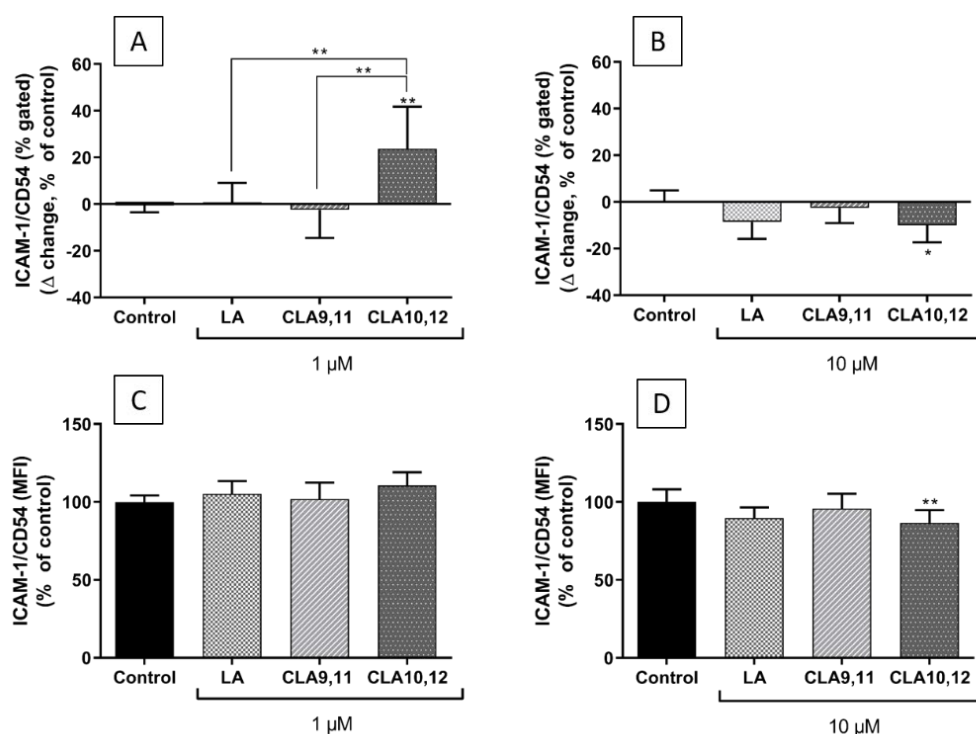 A
ICAM-1/CD54 (% gated)
(Δ change, % of control)
60
40
20
0
-20
-40
**
**
**
Control
LA
CLA9,11
CLA10,12
1 µM
B
ICAM-1/CD54 (% gated)
(Δ change, % of control)
60
40
20
0
-20
-40
*
Control
LA
CLA9,11
CLA10,12
10 µM
C
ICAM-1/CD54 (MFI)
(% of control)
150
100
50
0
Control
LA
CLA9,11
CLA10,12
1 µM
D
ICAM-1/CD54 (MFI)
(% of control)
150
100
50
0
**
Control
LA
CLA9,11
CLA10,12
10 µM